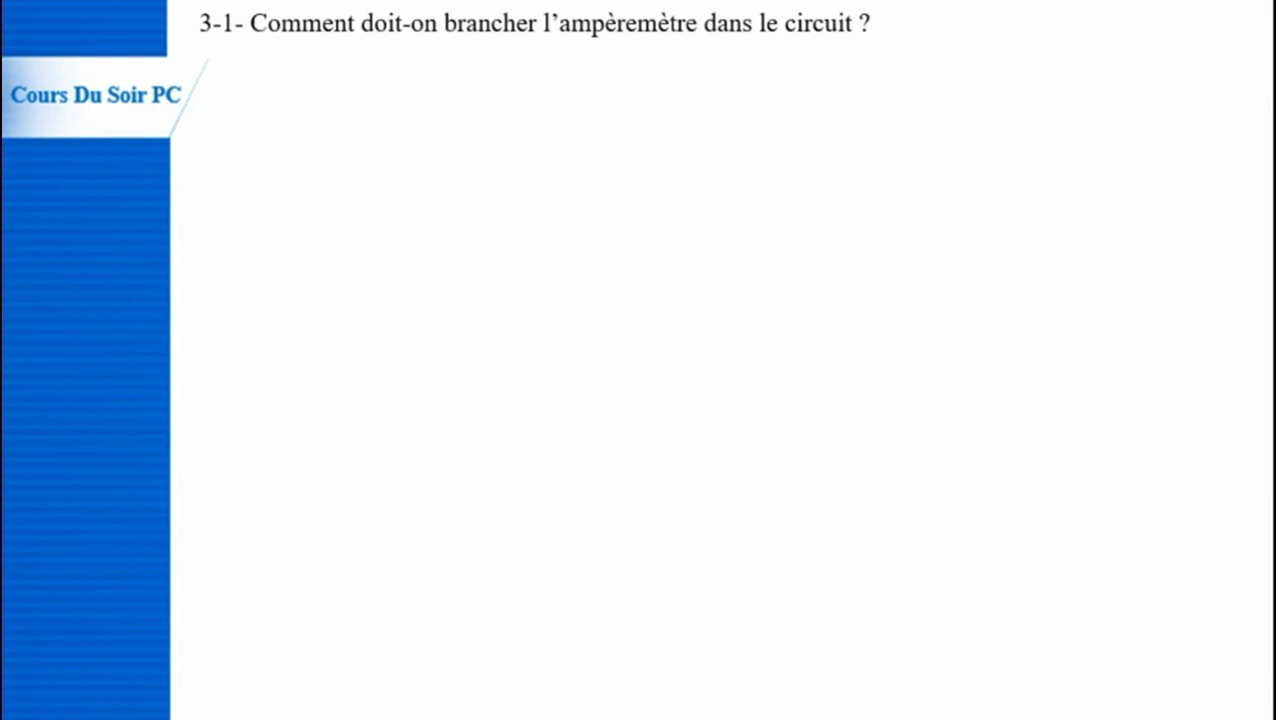 3-1- Comment doit-on brancher l’ampèremètre dans le circuit ?
Cours Du Soir PC